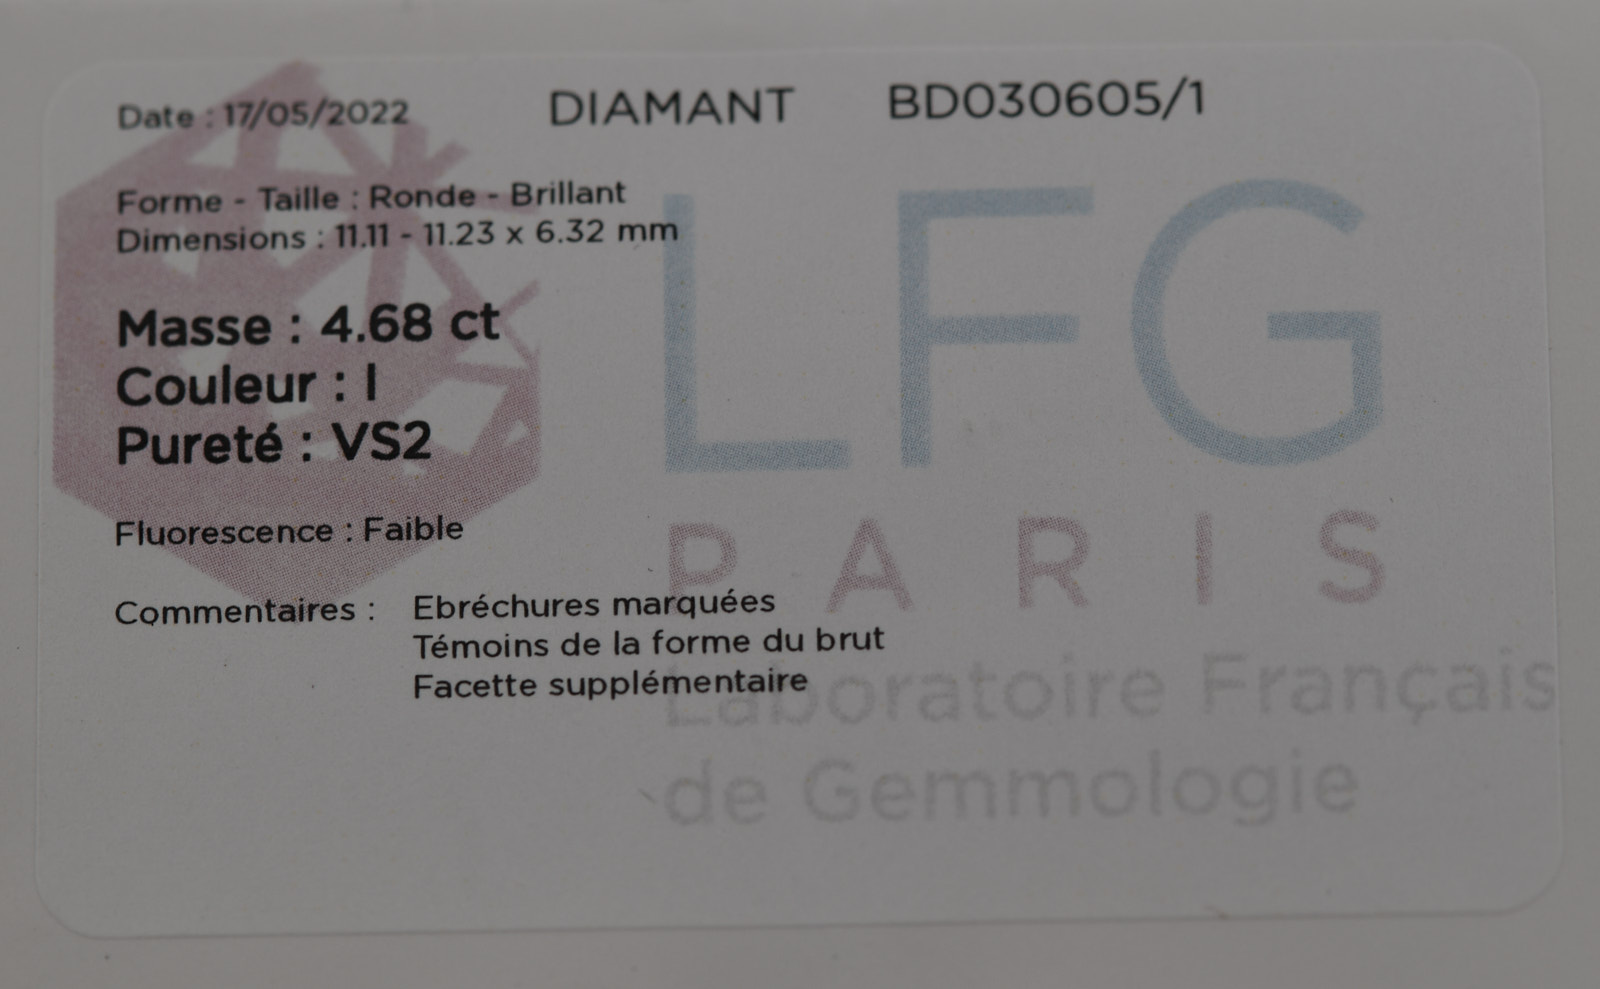 Date : 17/05/2022 DIAMANT BD030605/1
Forme - Taille : Ronde - Brillant
Dimensions : 11.11 - 11.23 x 6.32 mm
Masse : 4.68 ct
Couleur : I
Pureté : VS2
Fluorescence : Faible
Commentaires : Ebréchures marquées
Témoins de la forme du brut
Facette supplémentaire
LFG
PARIS
Laboratoire Français
de Gemmologie